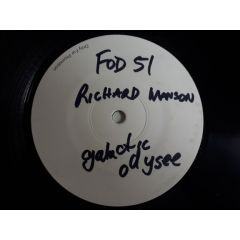 FOD 51
RICHARD MANSON
galactic
odysee